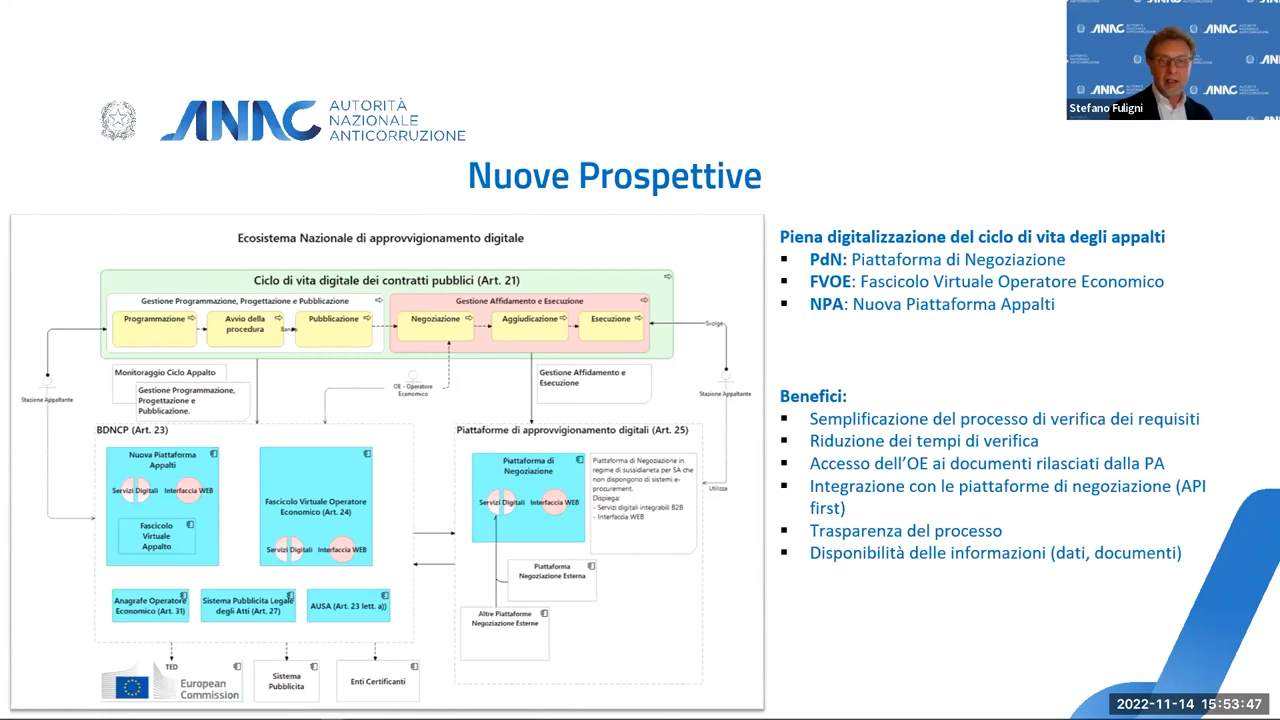 ANAC
ANAC
ANAC
ANAC
ANAC
Stefano Fuligni
ANAC AUTORITÀ
NAZIONALE
ANTICORRUZIONE
Nuove Prospettive
Ecosistema Nazionale di approvvigionamento digitale
Ciclo di vita digitale dei contratti pubblici (Art. 21)
Gestione Programmazione, Progettazione e Pubblicazione
Gestione Affidamento e Esecuzione
Programmazione
Avvio della
procedura
Bando
Pubblicazione
Negoziazione
Aggiudicazione
Esecuzione
Svolge
Monitoraggio Ciclo Appalto
Gestione Programmazione,
Progettazione e
Pubblicazione.
OE - Operatore
Economico
Gestione Affidamento e
Esecuzione
Stazione Appaltante
Stazione Appaltante
BDNCP (Art. 23)
Nuova Piattaforma
Appalti
Servizi Digitali
Interfaccia WEB
Fascicolo
Virtuale
Appalto
Fascicolo Virtuale Operatore
Economico (Art. 24)
Servizi Digitali
Interfaccia WEB
Anagrafe Operatore
Economico (Art. 31)
Sistema Pubblicità Legale
degli Atti (Art. 27)
AUSA (Art. 23 lett. a))
Piattaforme di approvvigionamento digitali (Art. 25)
Piattaforma di
Negoziazione
Servizi Digitali
Interfaccia WEB
Piattaforma di Negoziazione in
regime di sussidiarieta per SA che
non dispongono di sistemi e-
procurement.
Dispiega:
- Servizi digitali integrabili B2B
- Interfaccia WEB
Utilizza
Piattaforma
Negoziazione Esterna
Altre Piattaforme
Negoziazione Esterne
TED
European
Commission
Sistema
Pubblicita
Enti Certificanti
Piena digitalizzazione del ciclo di vita degli appalti
▪ PdN: Piattaforma di Negoziazione
▪ FVOE: Fascicolo Virtuale Operatore Economico
▪ NPA: Nuova Piattaforma Appalti
Benefici:
▪ Semplificazione del processo di verifica dei requisiti
▪ Riduzione dei tempi di verifica
▪ Accesso dell'OE ai documenti rilasciati dalla PA
▪ Integrazione con le piattaforme di negoziazione (API
first)
▪ Trasparenza del processo
▪ Disponibilità delle informazioni (dati, documenti)
2022-11-14 15:53:47